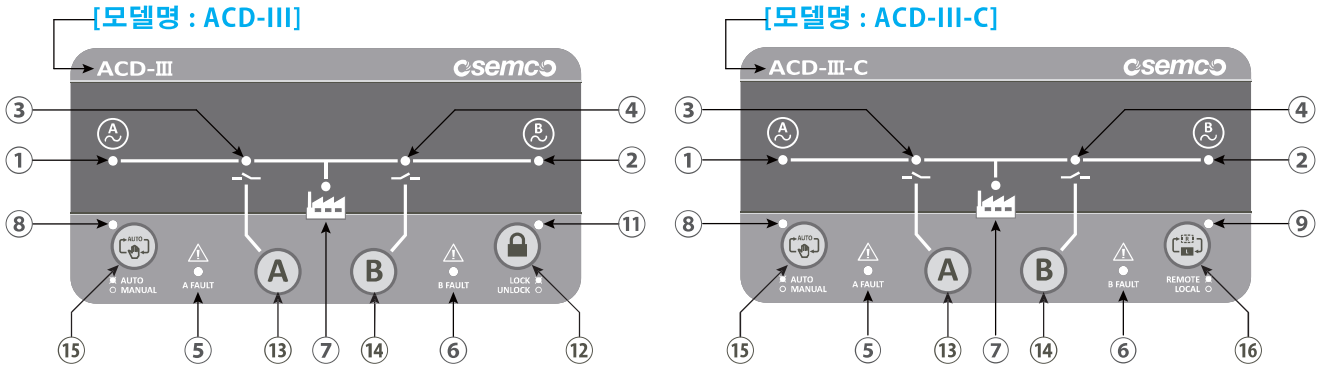 [모델명 : ACD-III]
ACD-Ⅲ
semco
③
④
A
B
①
②
⑧
⑪
AUTO
AUTO
MANUAL
A FAULT
A
B
B FAULT
LOCK
UNLOCK
⑮
⑤
⑬
⑦
⑭
⑥
⑫
[모델명 : ACD-III-C]
ACD-Ⅲ-C
semco
③
④
A
B
①
②
⑧
⑨
AUTO
AUTO
MANUAL
A FAULT
A
B
B FAULT
L
REMOTE
LOCAL
⑮
⑤
⑬
⑦
⑭
⑥
⑯